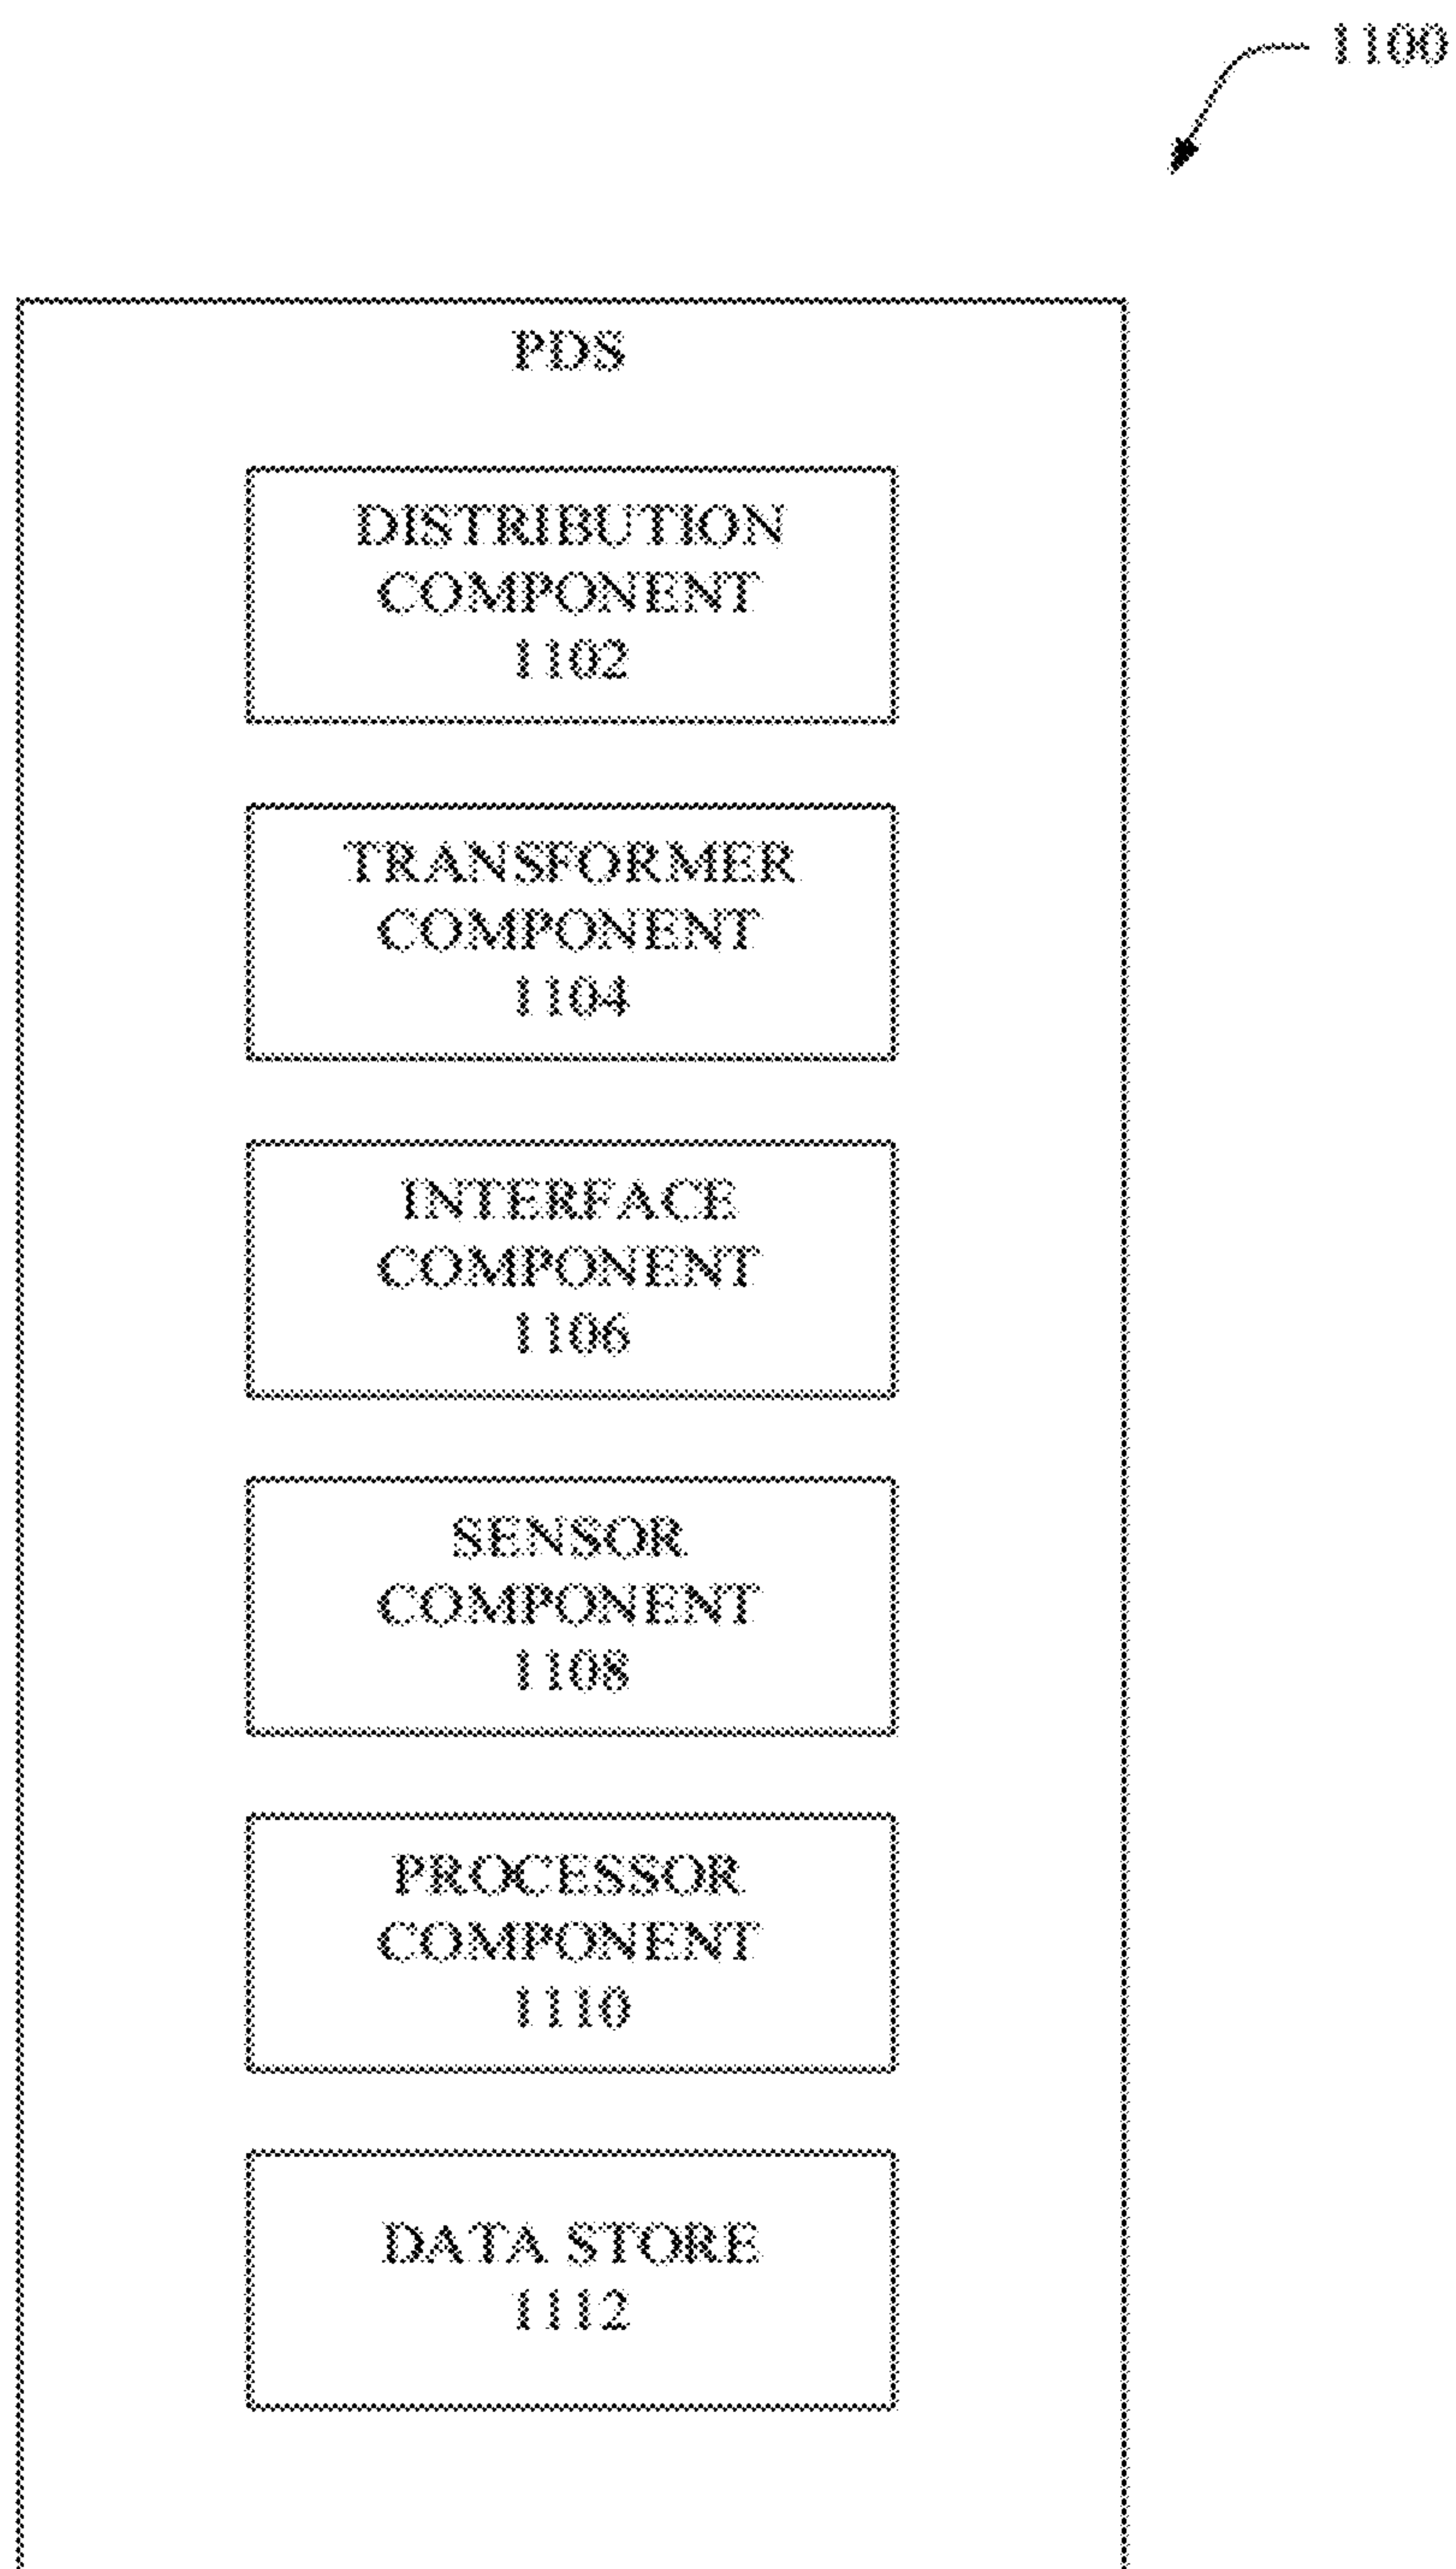 1100
PDS
DISTRIBUTION
COMPONENT
1102
TRANSFORMER
COMPONENT
1104
INTERFACE
COMPONENT
1106
SENSOR
COMPONENT
1108
PROCESSOR
COMPONENT
1110
DATA STORE
1112